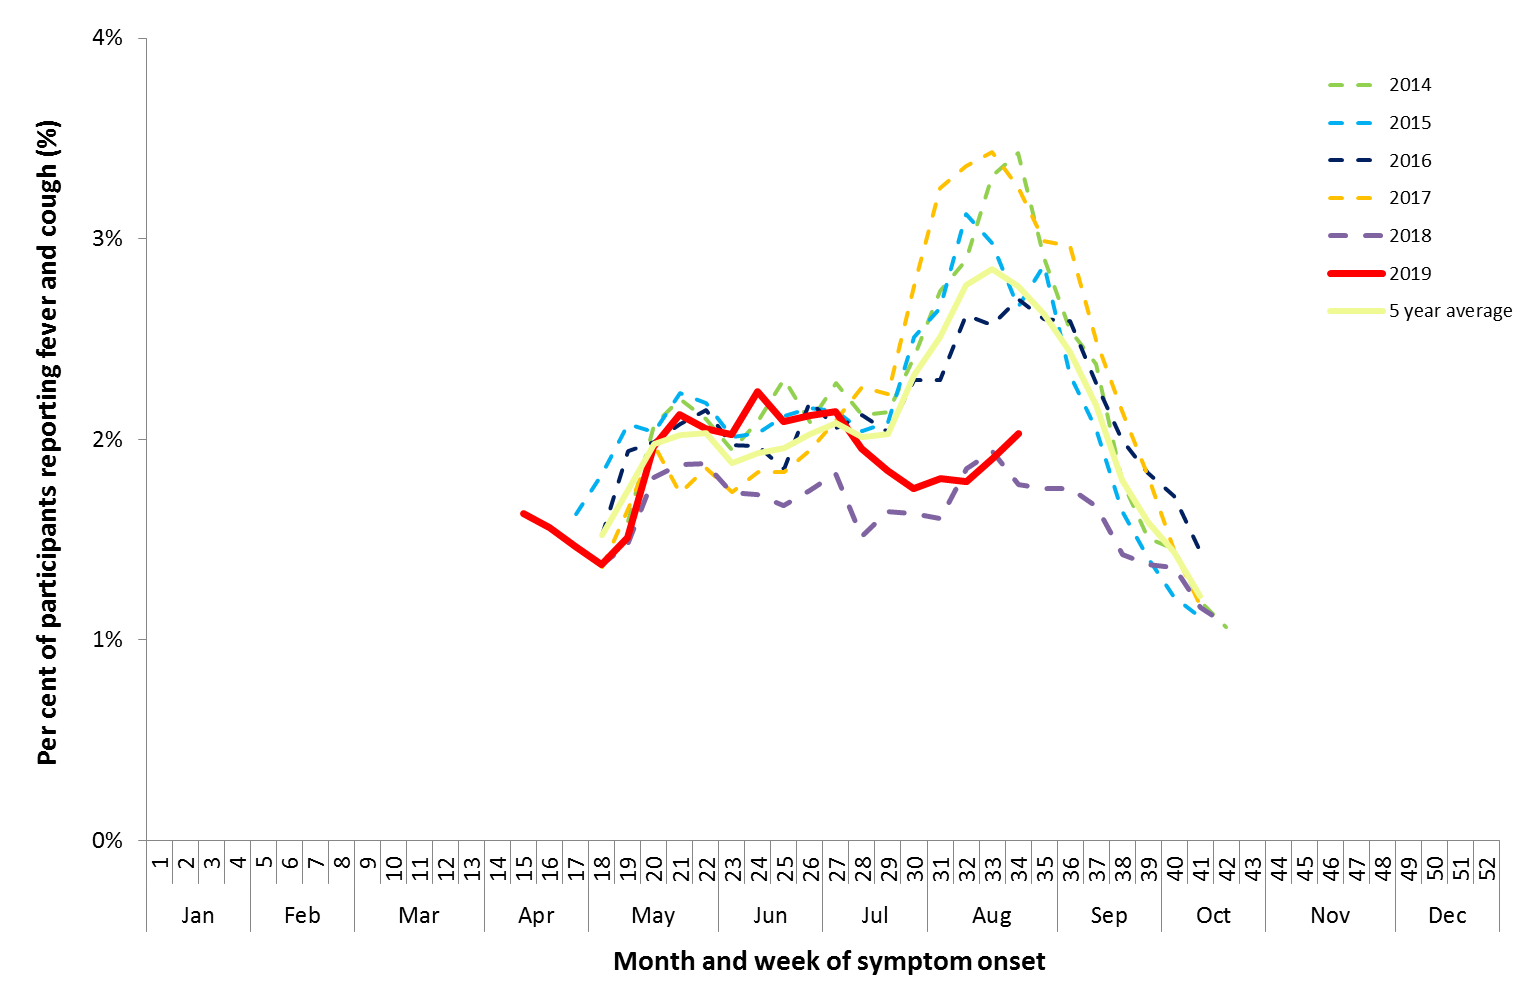 4%
3%
2%
1%
0%
Per cent of participants reporting fever and cough (%)
2014
2015
2016
2017
2018
2019
5 year average
1 2 3 4 5 6 7 8 9 10 11 12 13 14 15 16 17 18 19 20 21 22 23 24 25 26 27 28 29 30 31 32 33 34 35 36 37 38 39 40 41 42 43 44 45 46 47 48 49 50 51 52
Jan Feb Mar Apr May Jun Jul Aug Sep Oct Nov Dec
Month and week of symptom onset